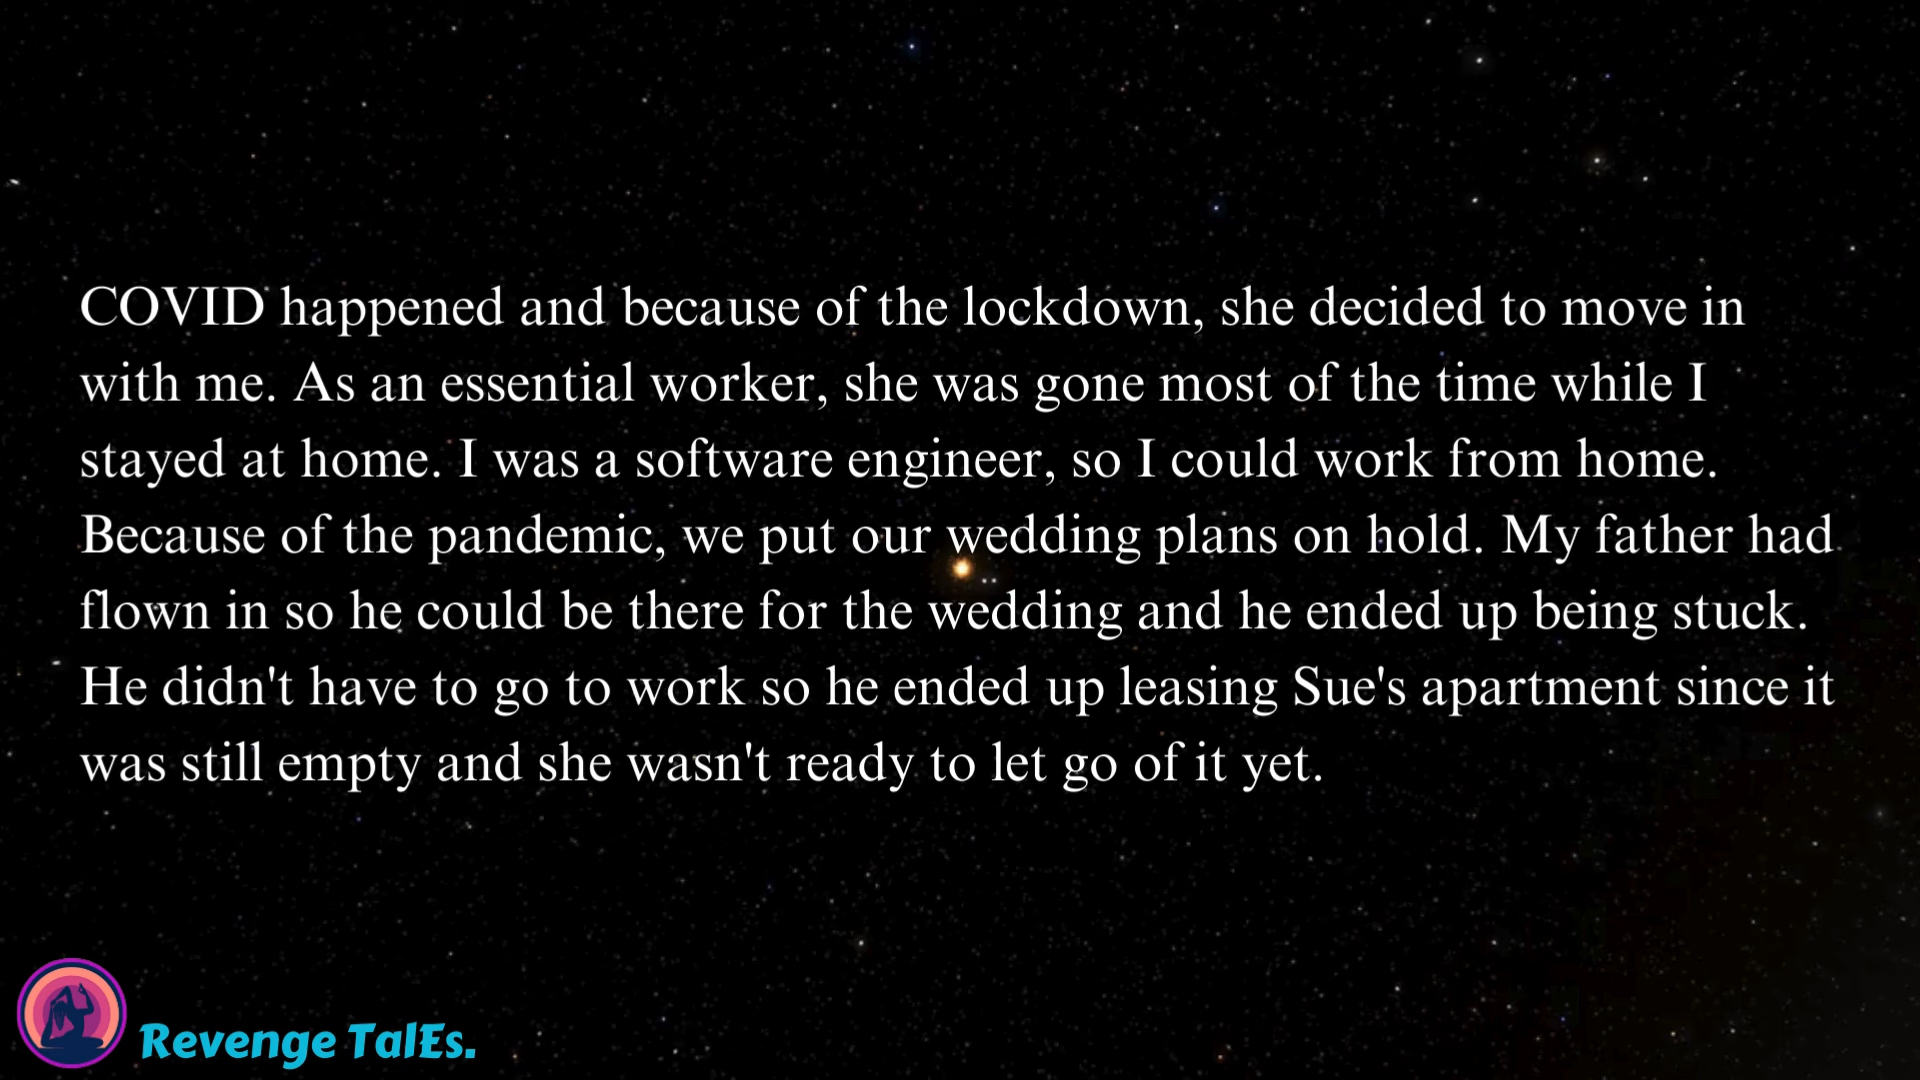 COVID happened and because of the lockdown, she decided to move in
with me. As an essential worker, she was gone most of the time while I
stayed at home. I was a software engineer, so I could work from home.
Because of the pandemic, we put our wedding plans on hold. My father had
flown in so he could be there for the wedding and he ended up being stuck.
He didn't have to go to work so he ended up leasing Sue's apartment since it
was still empty and she wasn't ready to let go of it yet.
Revenge TalEs.